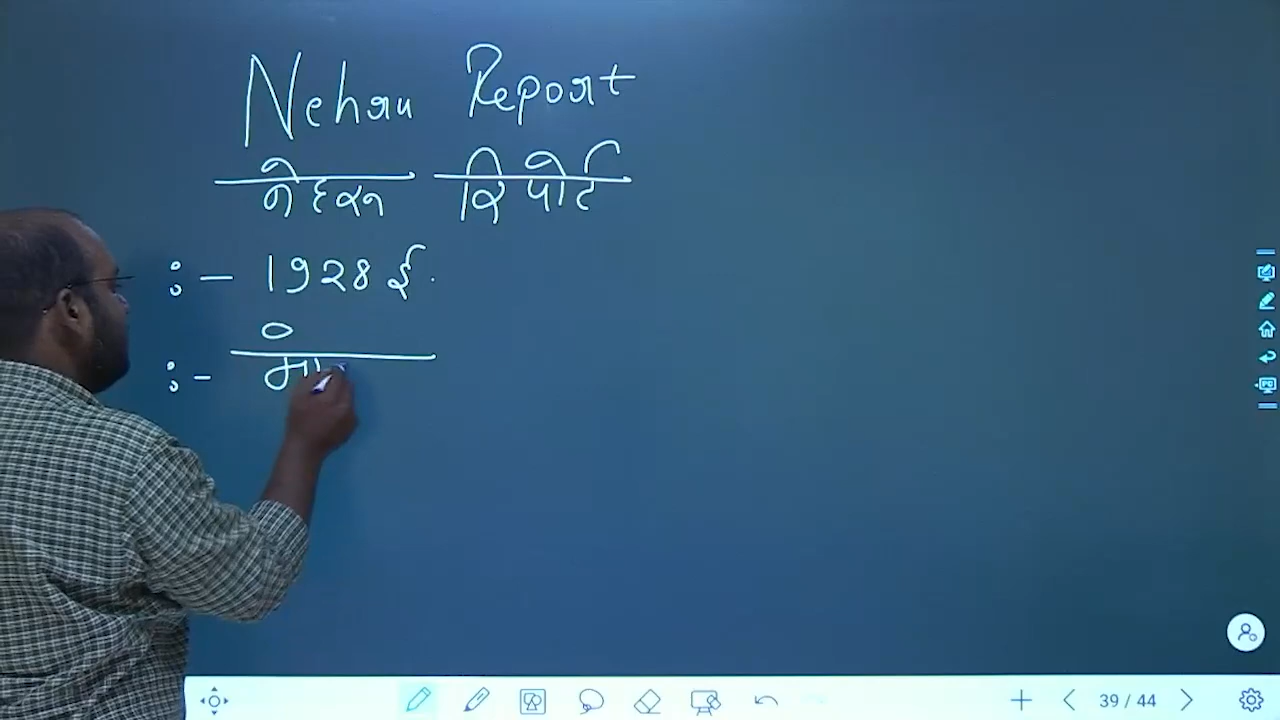 Nehru Report
नेहरू रिपोर्ट
:- 1928 ई.
:-
39 / 44